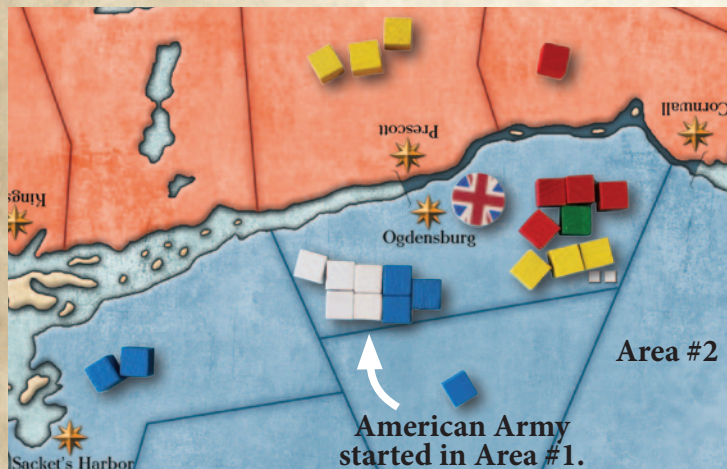 Prescott
Cornwall
Kings
Ogdensburg
Area #2
American Army
started in Area #1.
Sacket's Harbor